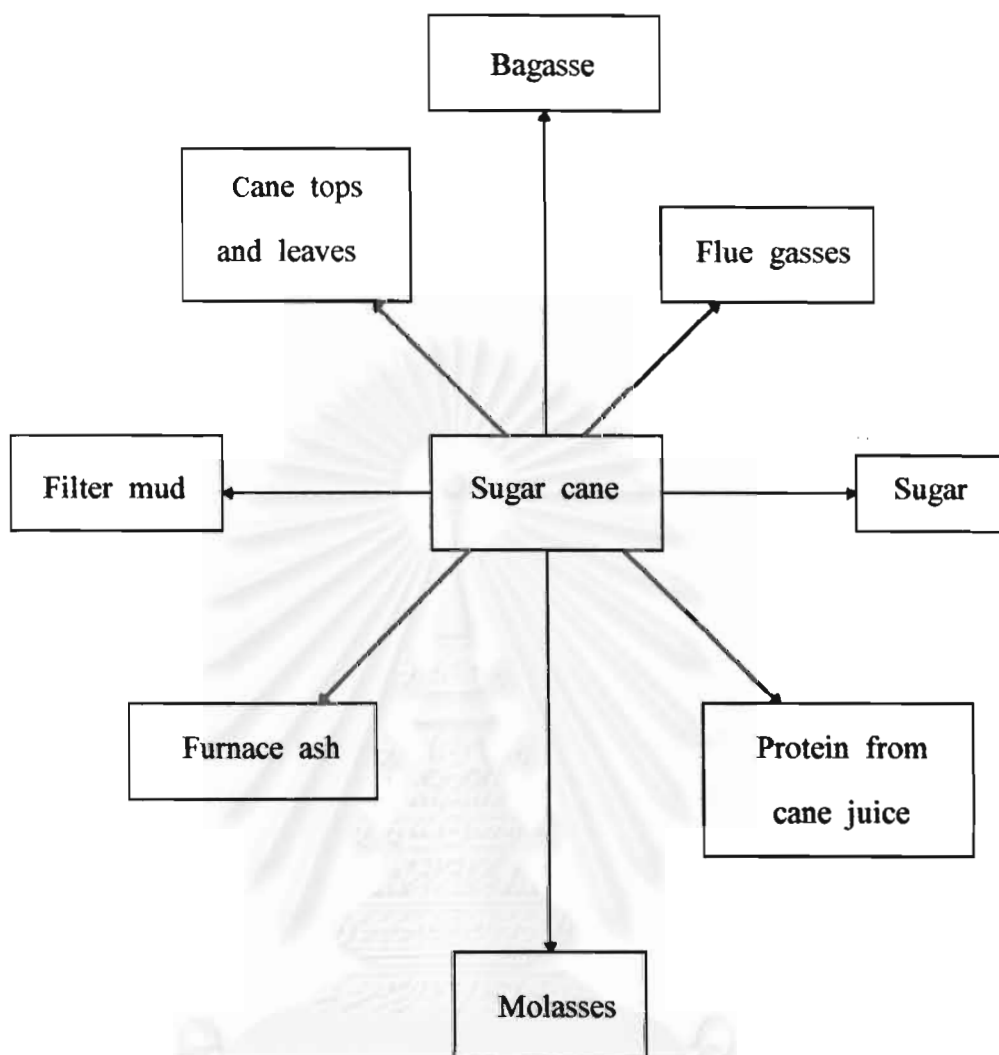 Bagasse
Cane tops
and leaves
Flue gasses
Filter mud
Sugar cane
Sugar
Furnace ash
Protein from
cane juice
Molasses